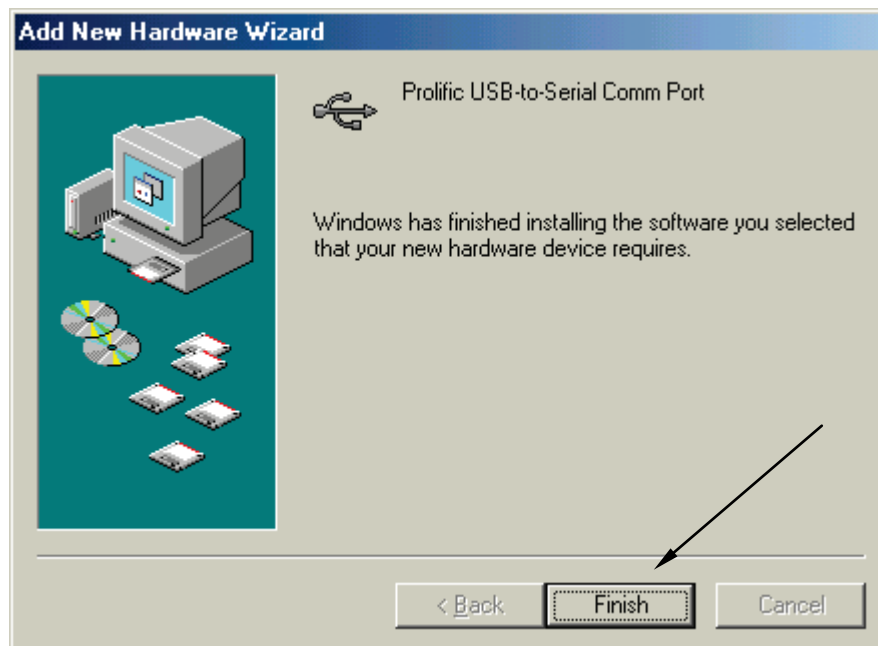 Add New Hardware Wizard
Prolific USB-to-Serial Comm Port
Windows has finished installing the software you selected
that your new hardware device requires.
< Back
Finish
Cancel